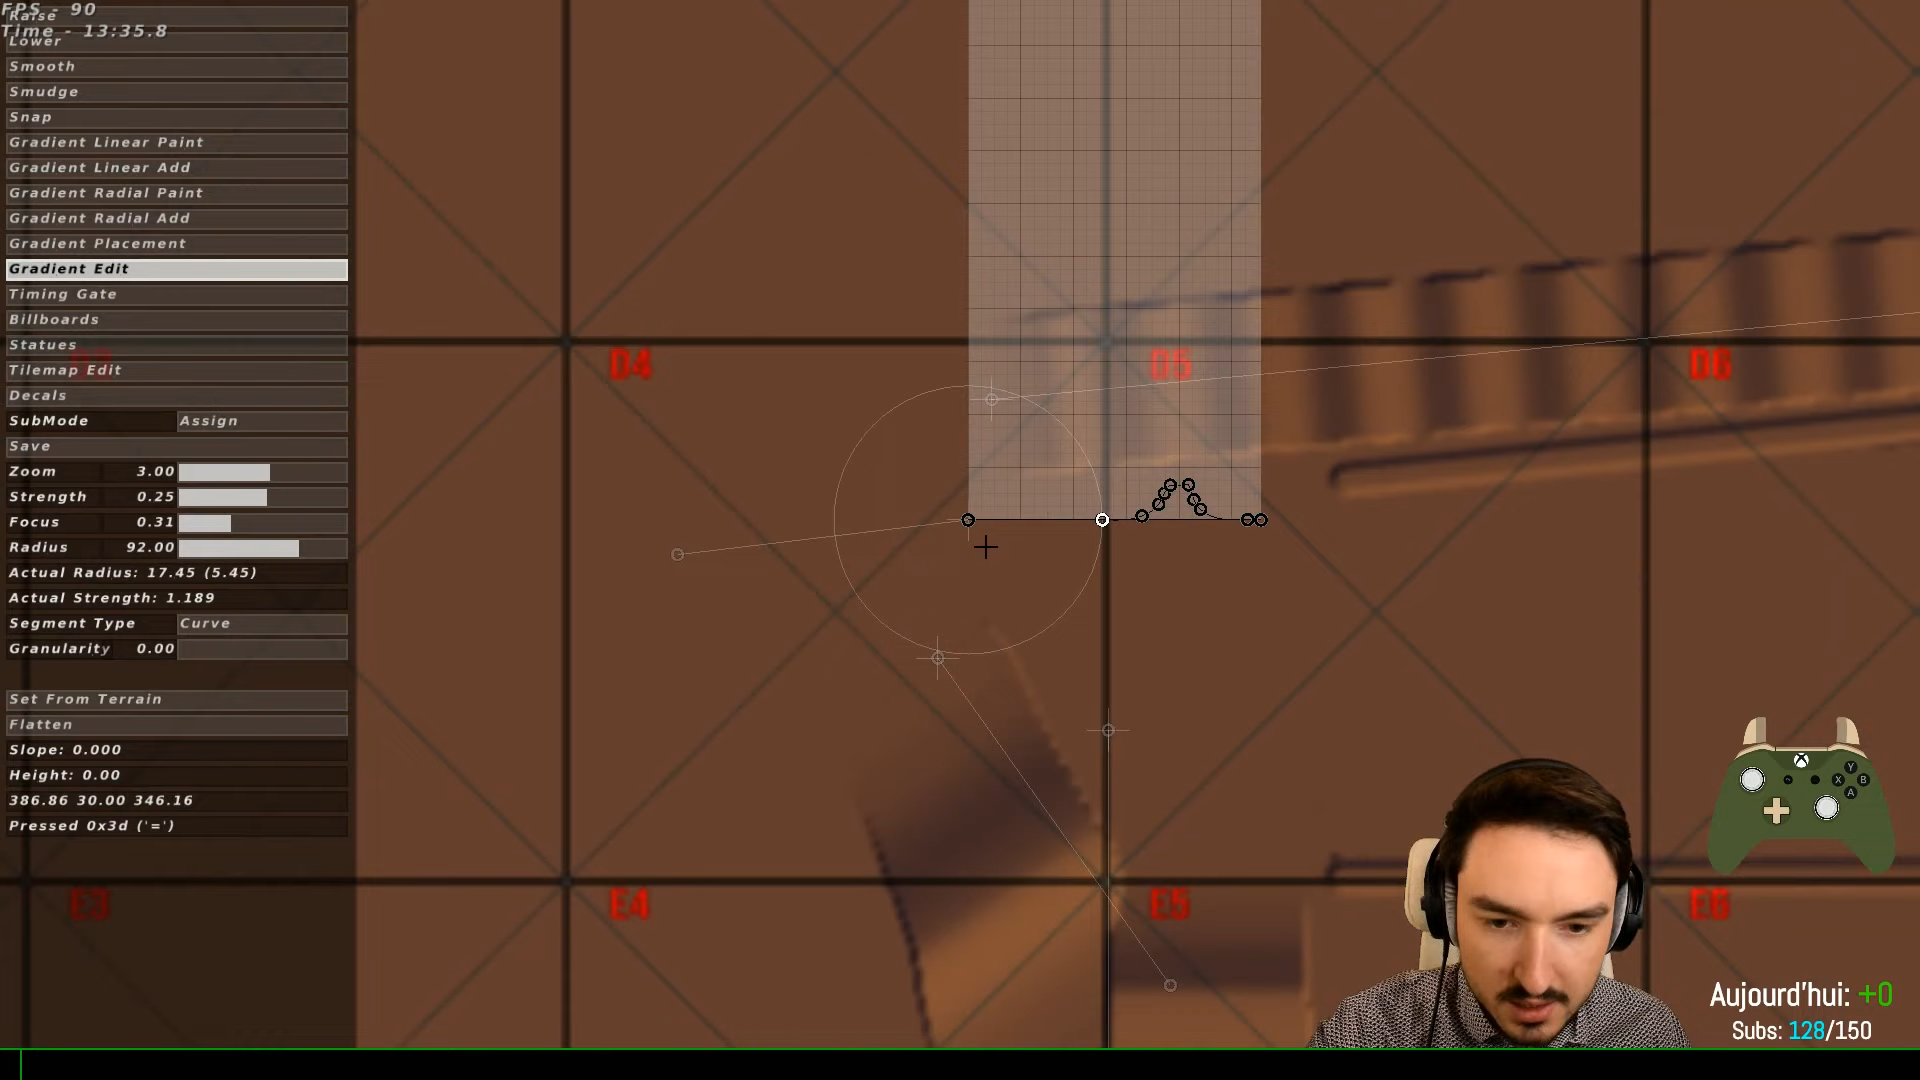 FPS - 90
Raise
Time - 13:35.8
Lower
Smooth
Smudge
Snap
Gradient Linear Paint
Gradient Linear Add
Gradient Radial Paint
Gradient Radial Add
Gradient Placement
Gradient Edit
Timing Gate
Billboards
Statues
Tilemap Edit
Decals
SubMode Assign
Save
Zoom 3.00
Strength 0.25
Focus 0.31
Radius 92.00
Actual Radius: 17.45 (5.45)
Actual Strength: 1.189
Segment Type Curve
Granularity 0.00
Set From Terrain
Flatten
Slope: 0.000
Height: 0.00
386.86 30.00 346.16
Pressed 0x3d ('=')
D3
D4
D5
D6
E3
E4
E5
E6
Y
X B
A
Aujourd'hui: +0
Subs: 128/150